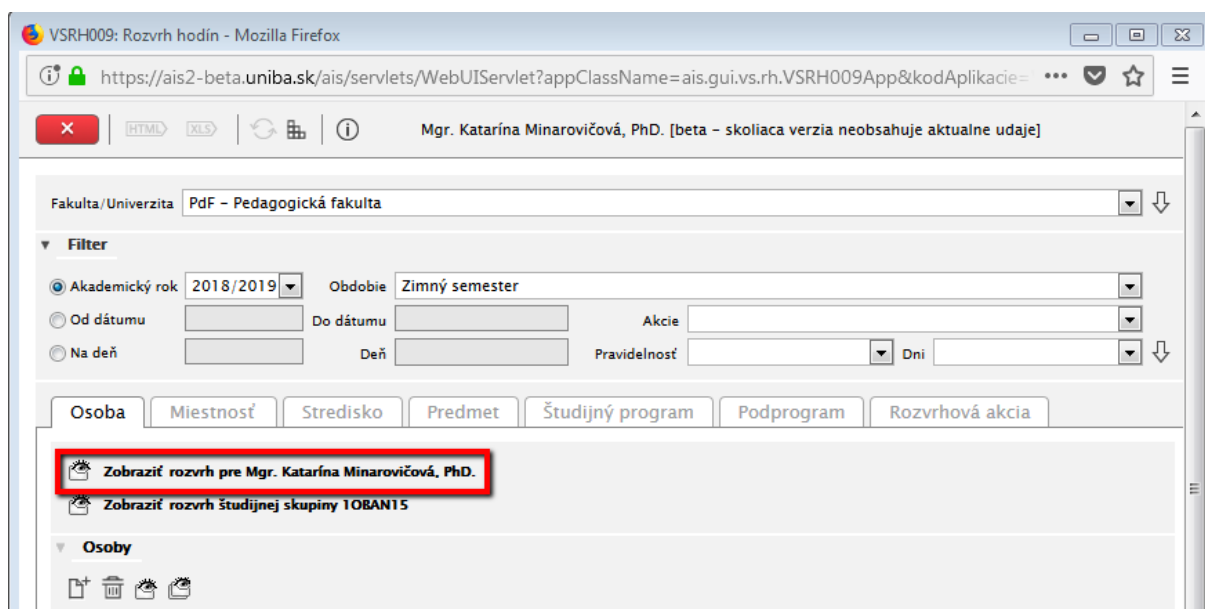 VSRH009: Rozvrh hodín - Mozilla Firefox
https://ais2-beta.uniba.sk/ais/servlets/WebUIServlet?appClassName=ais.gui.vs.rh.VSRH009App&kodAplikacie=
HTML XLS Mgr. Katarína Minarovičová, PhD. [beta - skoliaca verzia neobsahuje aktualne udaje]
Fakulta/Univerzita PdF - Pedagogická fakulta
Filter
Akademický rok 2018/2019 Obdobie Zimný semester
Od dátumu Do dátumu Akcie
Na deň Deň Pravidelnosť Dni
Osoba Miestnosť Stredisko Predmet Študijný program Podprogram Rozvrhová akcia
Zobraziť rozvrh pre Mgr. Katarína Minarovičová, PhD.
Zobraziť rozvrh študijnej skupiny 1OBAN15
Osoby